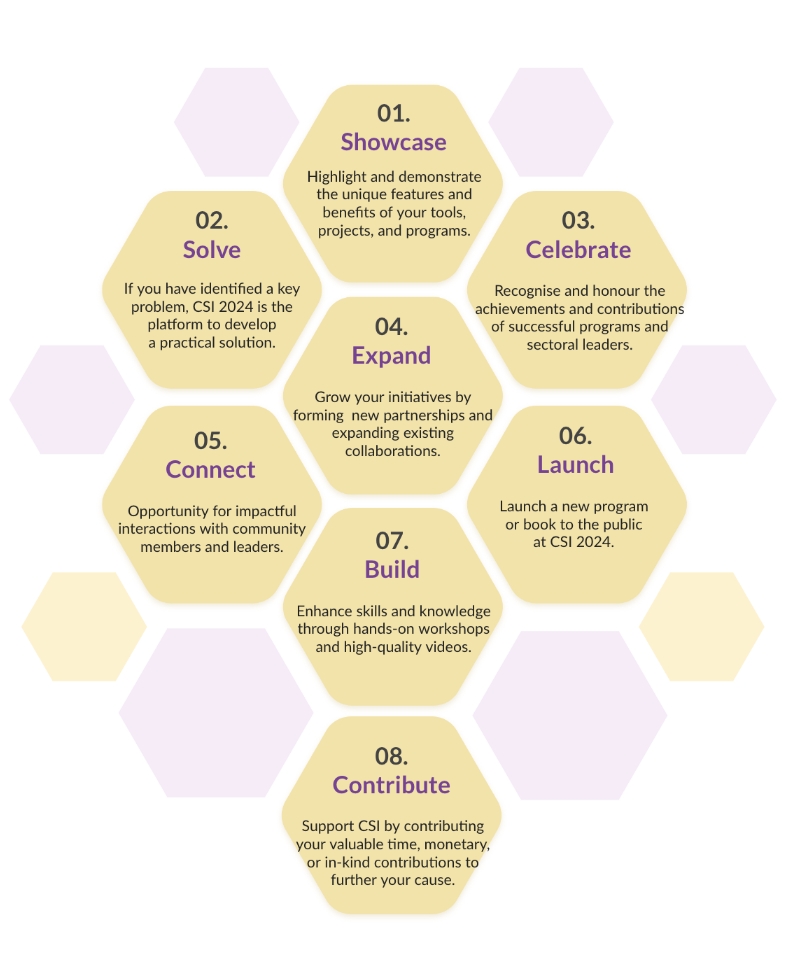 01.
Showcase
Highlight and demonstrate
the unique features and
benefits of your tools,
projects, and programs.
02.
Solve
If you have identified a key
problem, CSI 2024 is the
platform to develop
a practical solution.
03.
Celebrate
Recognise and honour the
achievements and contributions
of successful programs and
sectoral leaders.
04.
Expand
Grow your initiatives by
forming  new partnerships and
expanding existing
collaborations.
05.
Connect
Opportunity for impactful
interactions with community
members and leaders.
06.
Launch
Launch a new program
or book to the public
at CSI 2024.
07.
Build
Enhance skills and knowledge
through hands-on workshops
and high-quality videos.
08.
Contribute
Support CSI by contributing
your valuable time, monetary,
or in-kind contributions to
further your cause.